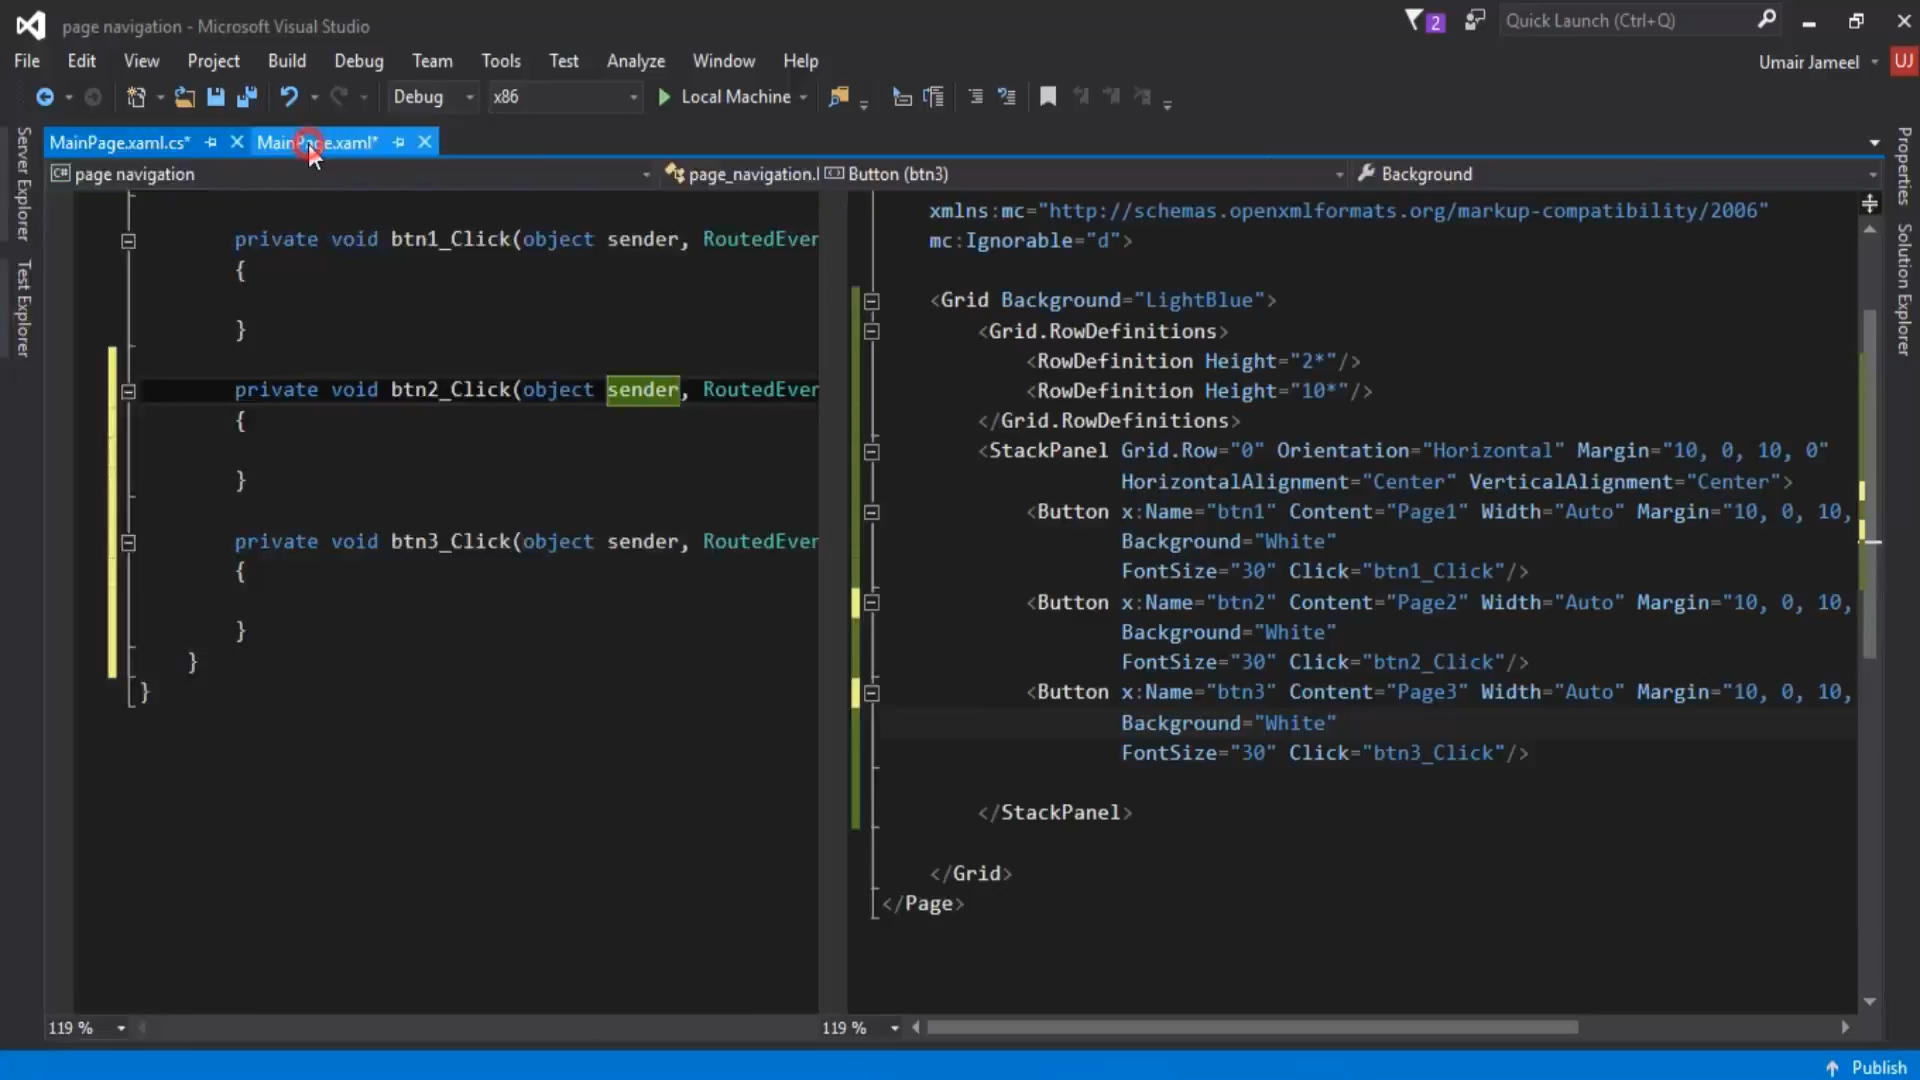 page navigation - Microsoft Visual Studio
2
Quick Launch (Ctrl+Q)
File Edit View Project Build Debug Team Tools Test Analyze Window Help
Umair Jameel
UJ
Debug
x86
Local Machine
Server Explorer
Test Explorer
MainPage.xaml.cs*
MainPage.xaml*
C# page navigation
page_navigation.
private void btn1_Click(object sender, RoutedEver
{
}
private void btn2_Click(object sender, RoutedEver
{
}
private void btn3_Click(object sender, RoutedEver
{
}
}
}
119 %
Button (btn3)
Background
xmlns:mc="http://schemas.openxmlformats.org/markup-compatibility/2006"
mc:Ignorable="d">
<Grid Background="LightBlue">
<Grid.RowDefinitions>
<RowDefinition Height="2*"/>
<RowDefinition Height="10*"/>
</Grid.RowDefinitions>
<StackPanel Grid.Row="0" Orientation="Horizontal" Margin="10, 0, 10, 0"
HorizontalAlignment="Center" VerticalAlignment="Center">
<Button x:Name="btn1" Content="Page1" Width="Auto" Margin="10, 0, 10,
Background="White"
FontSize="30" Click="btn1_Click"/>
<Button x:Name="btn2" Content="Page2" Width="Auto" Margin="10, 0, 10,
Background="White"
FontSize="30" Click="btn2_Click"/>
<Button x:Name="btn3" Content="Page3" Width="Auto" Margin="10, 0, 10,
Background="White"
FontSize="30" Click="btn3_Click"/>
</StackPanel>
</Grid>
</Page>
119 %
Properties
Solution Explorer
Publish